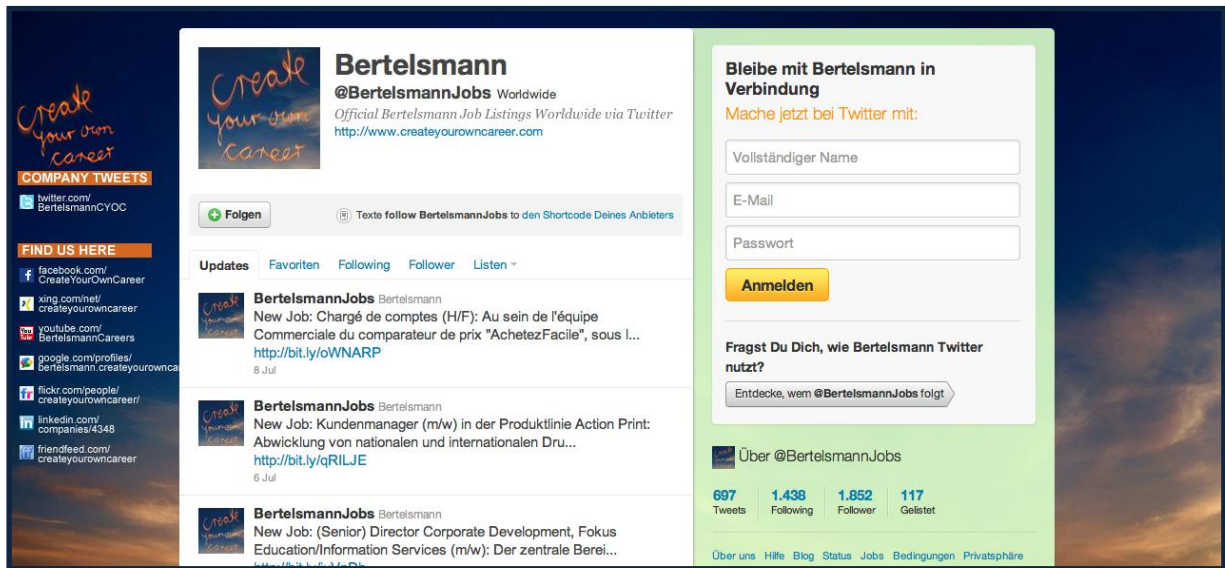 create
your own
career
COMPANY TWEETS
twitter.com/
BertelsmannCYOC
FIND US HERE
facebook.com/
CreateYourOwnCareer
xing.com/net/
createyourowncareer
youtube.com/
BertelsmannCareers
google.com/profiles/
bertelsmann.createyourownca
flickr.com/people/
createyourowncareer/
linkedin.com/
companies/4348
friendfeed.com/
createyourowncareer
create
your own
career
Bertelsmann
@BertelsmannJobs Worldwide
Official Bertelsmann Job Listings Worldwide via Twitter
http://www.createyourowncareer.com
Folgen
Texte follow BertelsmannJobs to den Shortcode Deines Anbieters
Updates Favoriten Following Follower Listen
BertelsmannJobs Bertelsmann
New Job: Chargé de comptes (H/F): Au sein de l'équipe
Commerciale du comparateur de prix "AchetezFacile", sous l...
http://bit.ly/oWNARP
8 Jul
BertelsmannJobs Bertelsmann
New Job: Kundenmanager (m/w) in der Produktlinie Action Print:
Abwicklung von nationalen und internationalen Dru...
http://bit.ly/qRILJE
6 Jul
BertelsmannJobs Bertelsmann
New Job: (Senior) Director Corporate Development, Fokus
Education/Information Services (m/w): Der zentrale Berei...
Bleibe mit Bertelsmann in
Verbindung
Mache jetzt bei Twitter mit:
Vollständiger Name
E-Mail
Passwort
Anmelden
Fragst Du Dich, wie Bertelsmann Twitter
nutzt?
Entdecke, wem @BertelsmannJobs folgt
Über @BertelsmannJobs
697 1.438 1.852 117
Tweets Following Follower Gelistet
Über uns Hilfe Blog Status Jobs Bedingungen Privatsphäre